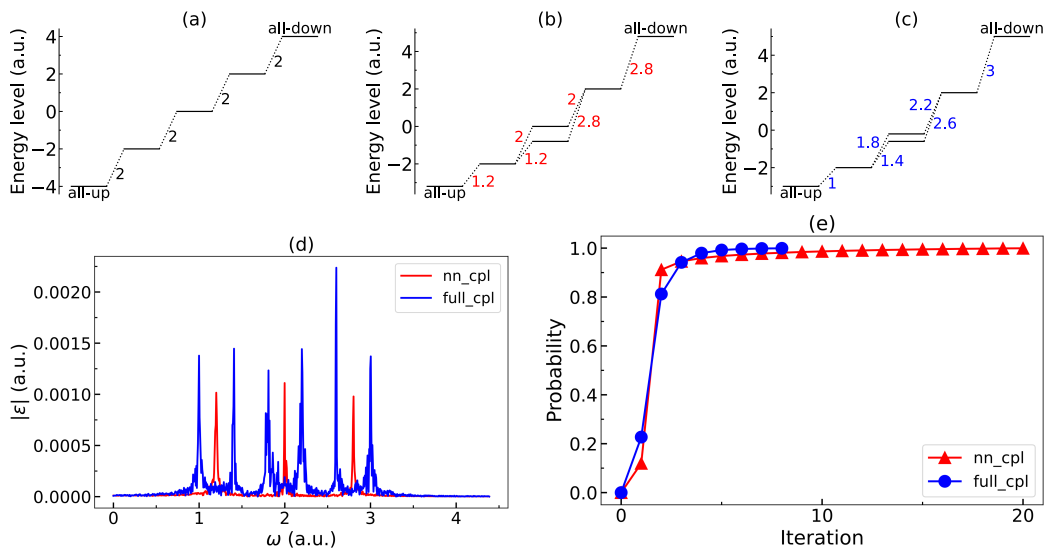 (a)
all-down
Energy level (a.u.)
4
2
0
−2
−4
2
2
2
2
all-up
(b)
all-down
Energy level (a.u.)
4
2
0
−2
2.8
2
2.8
2
1.2
1.2
all-up
(c)
all-down
Energy level (a.u.)
4
2
0
−2
3
2.2
2.6
1.8
1.4
1
all-up
(d)
|ε| (a.u.)
0.0020
0.0015
0.0010
0.0005
0.0000
nn_cpl
full_cpl
0 1 2 3 4
ω (a.u.)
(e)
Probability
1.0
0.8
0.6
0.4
0.2
0.0
nn_cpl
full_cpl
0 10 20
Iteration